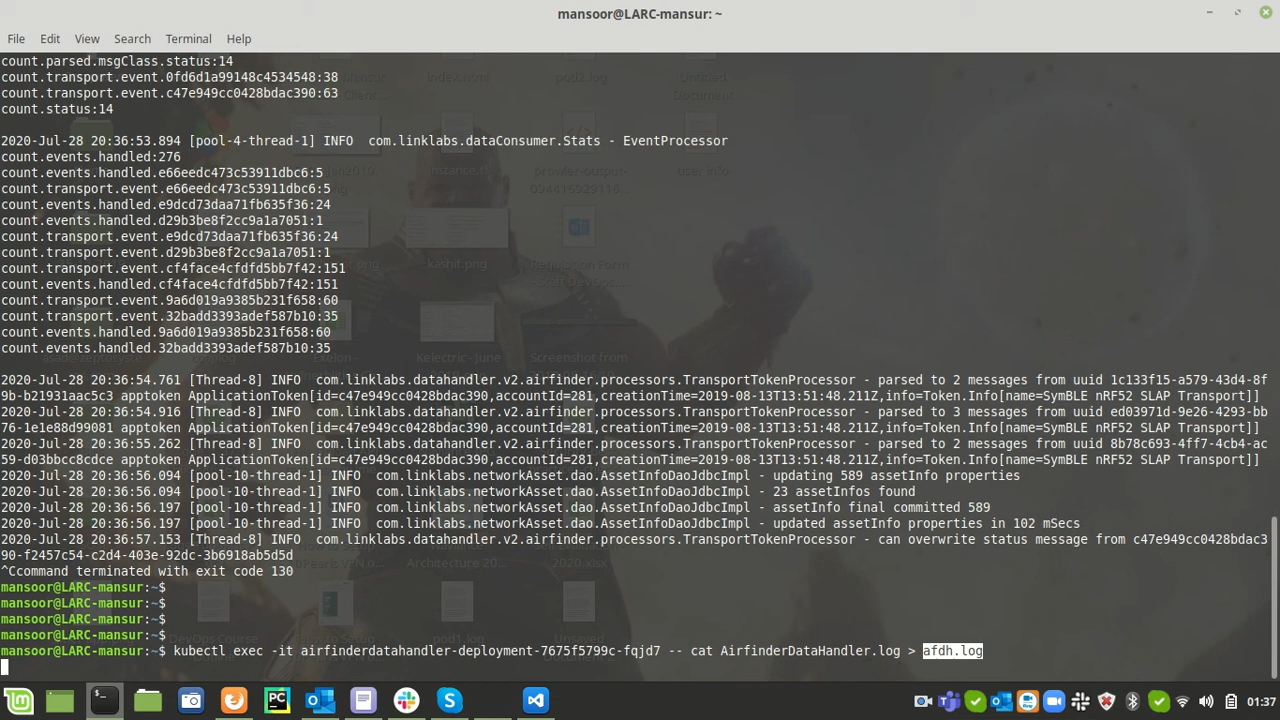 mansoor@LARC-mansur: ~
File Edit View Search Terminal Help
count.parsed.msgClass.status:14
count.transport.event.0fd6d1a99148c4534548:38
count.transport.event.c47e949cc0428bdac390:63
count.status:14
2020-Jul-28 20:36:53.894 [pool-4-thread-1] INFO  com.linklabs.dataConsumer.Stats - EventProcessor
count.events.handled:276
count.events.handled.e66eedc473c53911dbc6:5
count.transport.event.e66eedc473c53911dbc6:5
count.events.handled.e9dcd73daa71fb635f36:24
count.events.handled.d29b3be8f2cc9a1a7051:1
count.transport.event.e9dcd73daa71fb635f36:24
count.transport.event.d29b3be8f2cc9a1a7051:1
count.transport.event.cf4face4cfdfd5bb7f42:151
count.events.handled.cf4face4cfdfd5bb7f42:151
count.transport.event.9a6d019a9385b231f658:60
count.transport.event.32badd3393adef587b10:35
count.events.handled.9a6d019a9385b231f658:60
count.events.handled.32badd3393adef587b10:35
2020-Jul-28 20:36:54.761 [Thread-8] INFO  com.linklabs.datahandler.v2.airfinder.processors.TransportTokenProcessor - parsed to 2 messages from uuid 1c133f15-a579-43d4-8f
9b-b21931aac5c3 apptoken ApplicationToken[id=c47e949cc0428bdac390,accountId=281,creationTime=2019-08-13T13:51:48.211Z,info=Token.Info[name=SymBLE nRF52 SLAP Transport]]
2020-Jul-28 20:36:54.916 [Thread-8] INFO  com.linklabs.datahandler.v2.airfinder.processors.TransportTokenProcessor - parsed to 3 messages from uuid ed03971d-9e26-4293-bb
76-1e1e88d99081 apptoken ApplicationToken[id=c47e949cc0428bdac390,accountId=281,creationTime=2019-08-13T13:51:48.211Z,info=Token.Info[name=SymBLE nRF52 SLAP Transport]]
2020-Jul-28 20:36:55.262 [Thread-8] INFO  com.linklabs.datahandler.v2.airfinder.processors.TransportTokenProcessor - parsed to 2 messages from uuid 8b78c693-4ff7-4cb4-ac
59-d03bbcc8cdce apptoken ApplicationToken[id=c47e949cc0428bdac390,accountId=281,creationTime=2019-08-13T13:51:48.211Z,info=Token.Info[name=SymBLE nRF52 SLAP Transport]]
2020-Jul-28 20:36:56.094 [pool-10-thread-1] INFO  com.linklabs.networkAsset.dao.AssetInfoDaoJdbcImpl - updating 589 assetInfo properties
2020-Jul-28 20:36:56.094 [pool-10-thread-1] INFO  com.linklabs.networkAsset.dao.AssetInfoDaoJdbcImpl - 23 assetInfos found
2020-Jul-28 20:36:56.197 [pool-10-thread-1] INFO  com.linklabs.networkAsset.dao.AssetInfoDaoJdbcImpl - assetInfo final committed 589
2020-Jul-28 20:36:56.197 [pool-10-thread-1] INFO  com.linklabs.networkAsset.dao.AssetInfoDaoJdbcImpl - updated assetInfo properties in 102 mSecs
2020-Jul-28 20:36:57.153 [Thread-8] INFO  com.linklabs.datahandler.v2.airfinder.processors.TransportTokenProcessor - can overwrite status message from c47e949cc0428bdac3
90-f2457c54-c2d4-403e-92dc-3b6918ab5d5d
^Command terminated with exit code 130
mansoor@LARC-mansur:~$
mansoor@LARC-mansur:~$
mansoor@LARC-mansur:~$
mansoor@LARC-mansur:~$
mansoor@LARC-mansur:~$ kubectl exec -it airfinderdatahandler-deployment-7675f5799c-fqjd7 -- cat AirfinderDataHandler.log > afdh.log
01:37